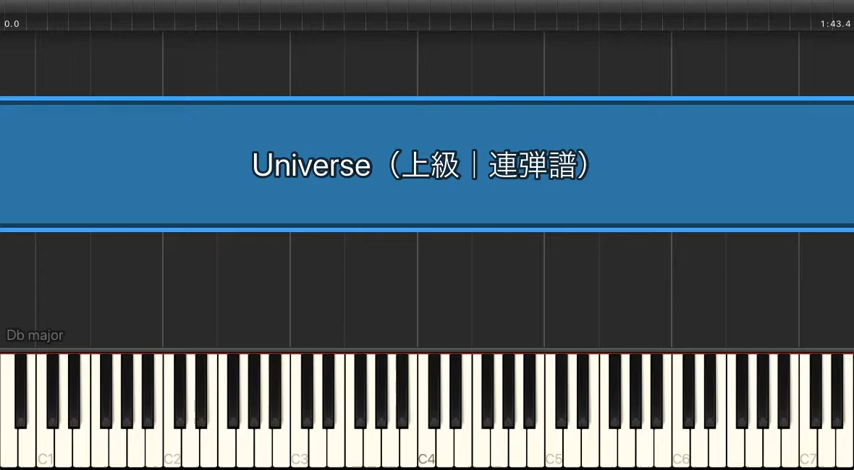 0.0
1:43.4
Universe（上級｜連弾譜）
Db major
C1
C2
C3
C4
C5
C6
C7